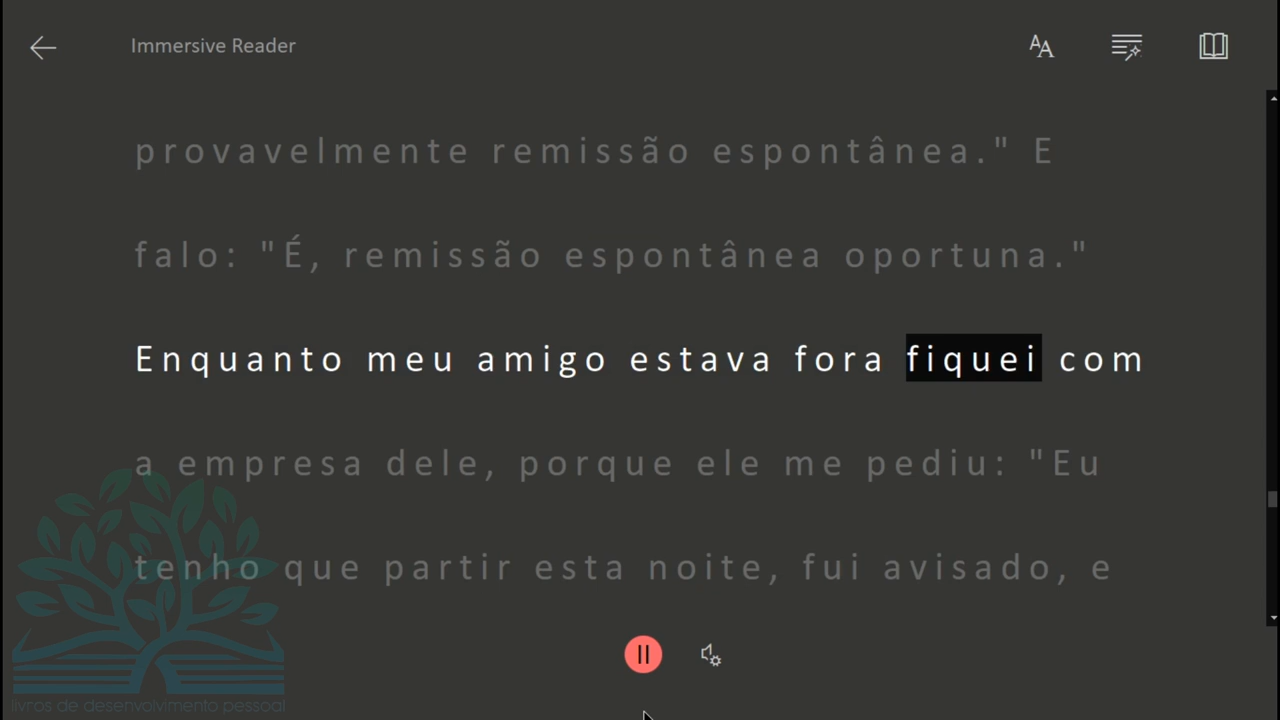 Immersive Reader
provavelmente remissão espontânea." E
falo: "É, remissão espontânea oportuna."
Enquanto meu amigo estava fora fiquei com
a empresa dele, porque ele me pediu: "Eu
tenho que partir esta noite, fui avisado, e
livros de desenvolvimento pessoal